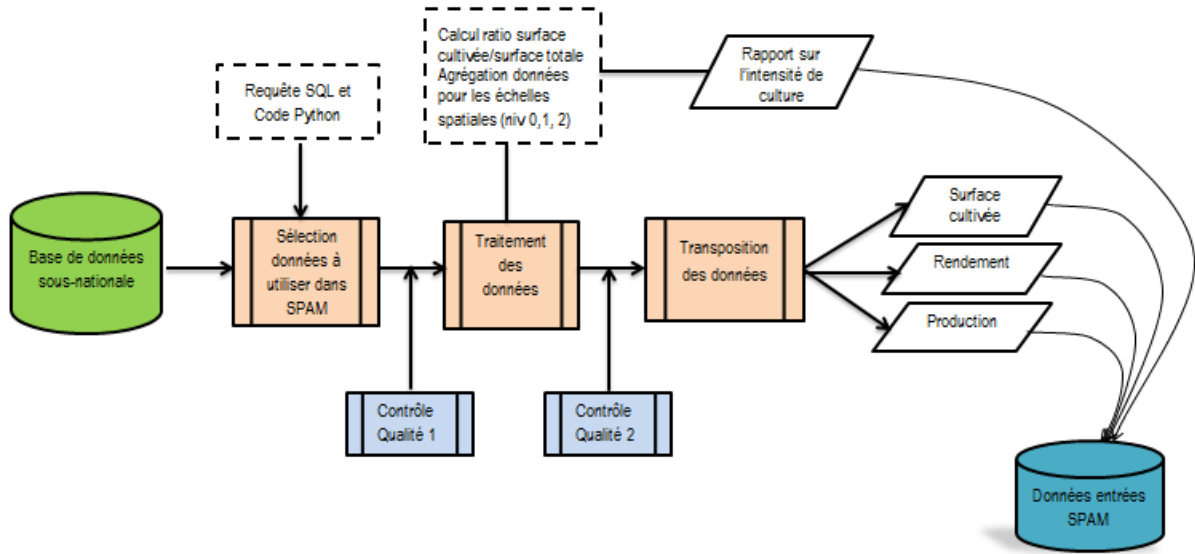 Calcul ratio surface
cultivée/surface totale
Agrégation données
pour les échelles
spatiales (niv 0,1, 2)
Rapport sur
l'intensité de
culture
Requête SQL et
Code Python
Base de données
sous-nationale
Sélection
données à
utiliser dans
SPAM
Traitement
des
données
Transposition
des données
Surface
cultivée
Rendement
Production
Contrôle
Qualité 1
Contrôle
Qualité 2
Données entrées
SPAM